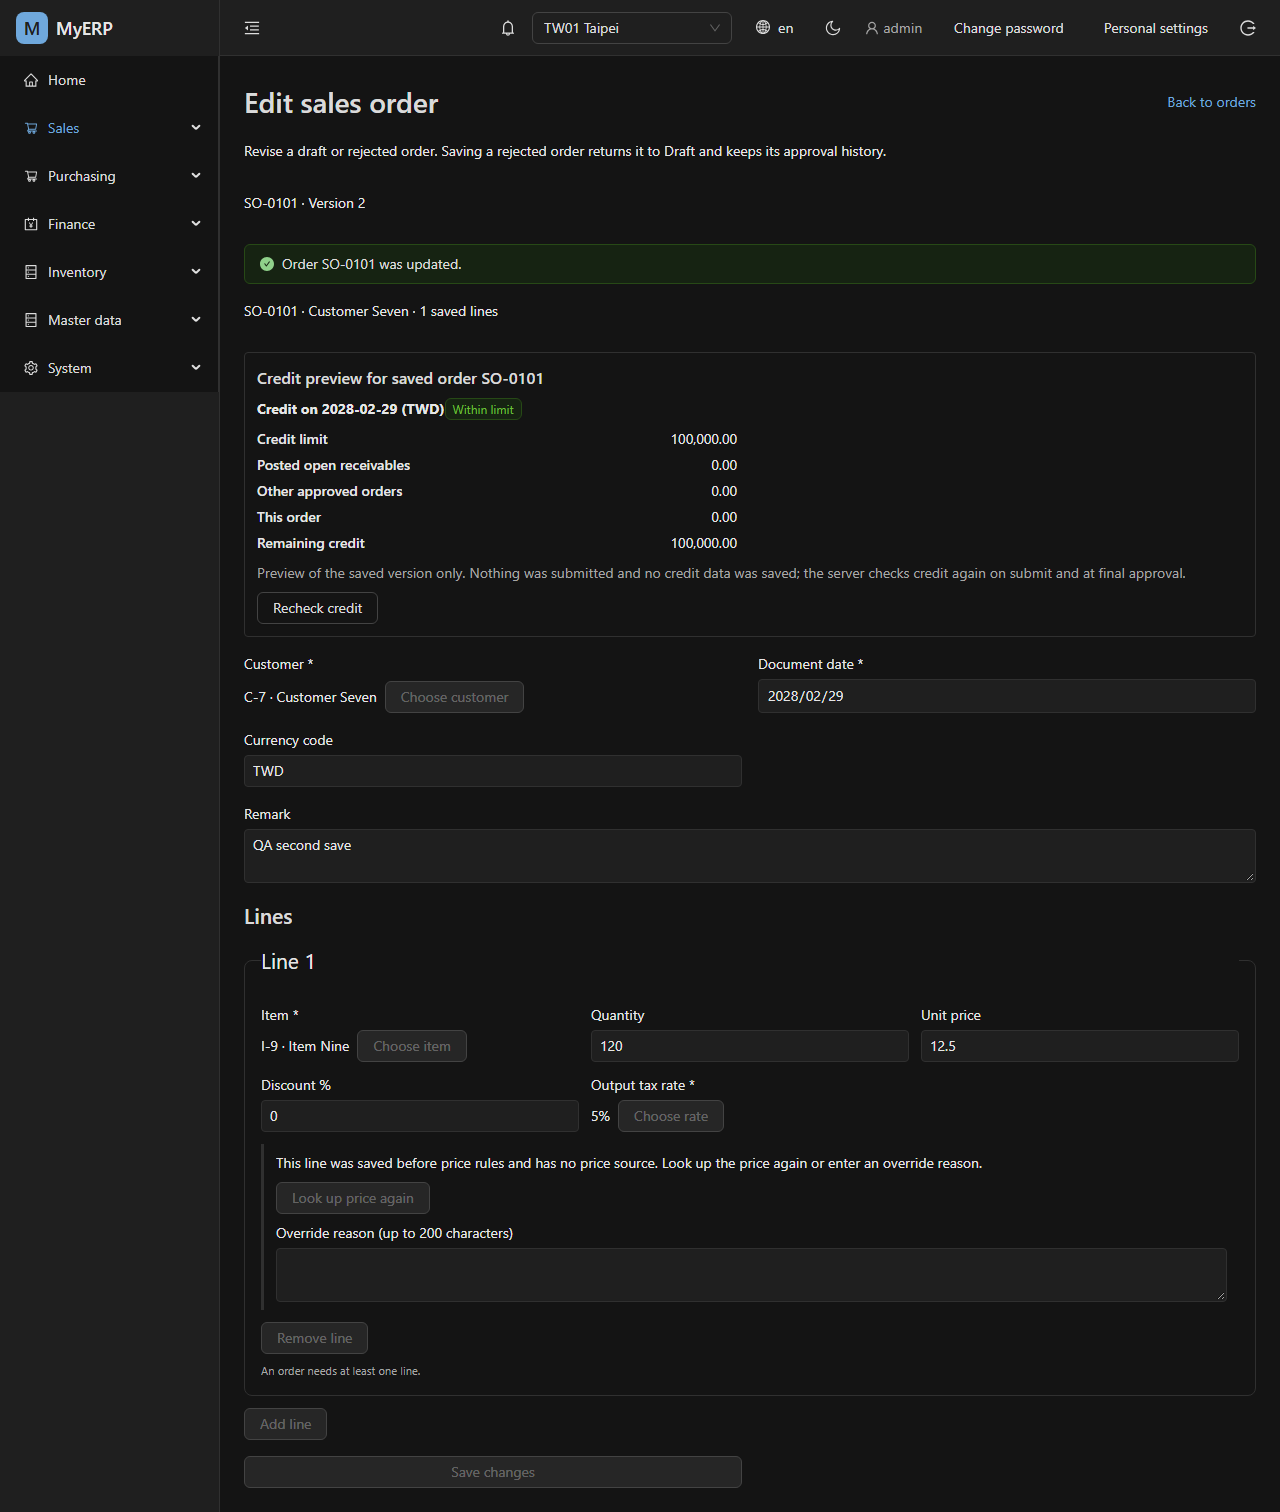 M MyERP
TW01 Taipei
en
admin
Change password
Personal settings
Home
Sales
Purchasing
Finance
Inventory
Master data
System
Edit sales order
Back to orders
Revise a draft or rejected order. Saving a rejected order returns it to Draft and keeps its approval history.
SO-0101 · Version 2
Order SO-0101 was updated.
SO-0101 · Customer Seven · 1 saved lines
Credit preview for saved order SO-0101
Credit on 2028-02-29 (TWD) Within limit
Credit limit 100,000.00
Posted open receivables 0.00
Other approved orders 0.00
This order 0.00
Remaining credit 100,000.00
Preview of the saved version only. Nothing was submitted and no credit data was saved; the server checks credit again on submit and at final approval.
Recheck credit
Customer *
C-7 · Customer Seven Choose customer
Document date *
2028/02/29
Currency code
TWD
Remark
QA second save
Lines
Line 1
Item *
I-9 · Item Nine Choose item
Quantity
120
Unit price
12.5
Discount %
0
Output tax rate *
5% Choose rate
This line was saved before price rules and has no price source. Look up the price again or enter an override reason.
Look up price again
Override reason (up to 200 characters)
Remove line
An order needs at least one line.
Add line
Save changes